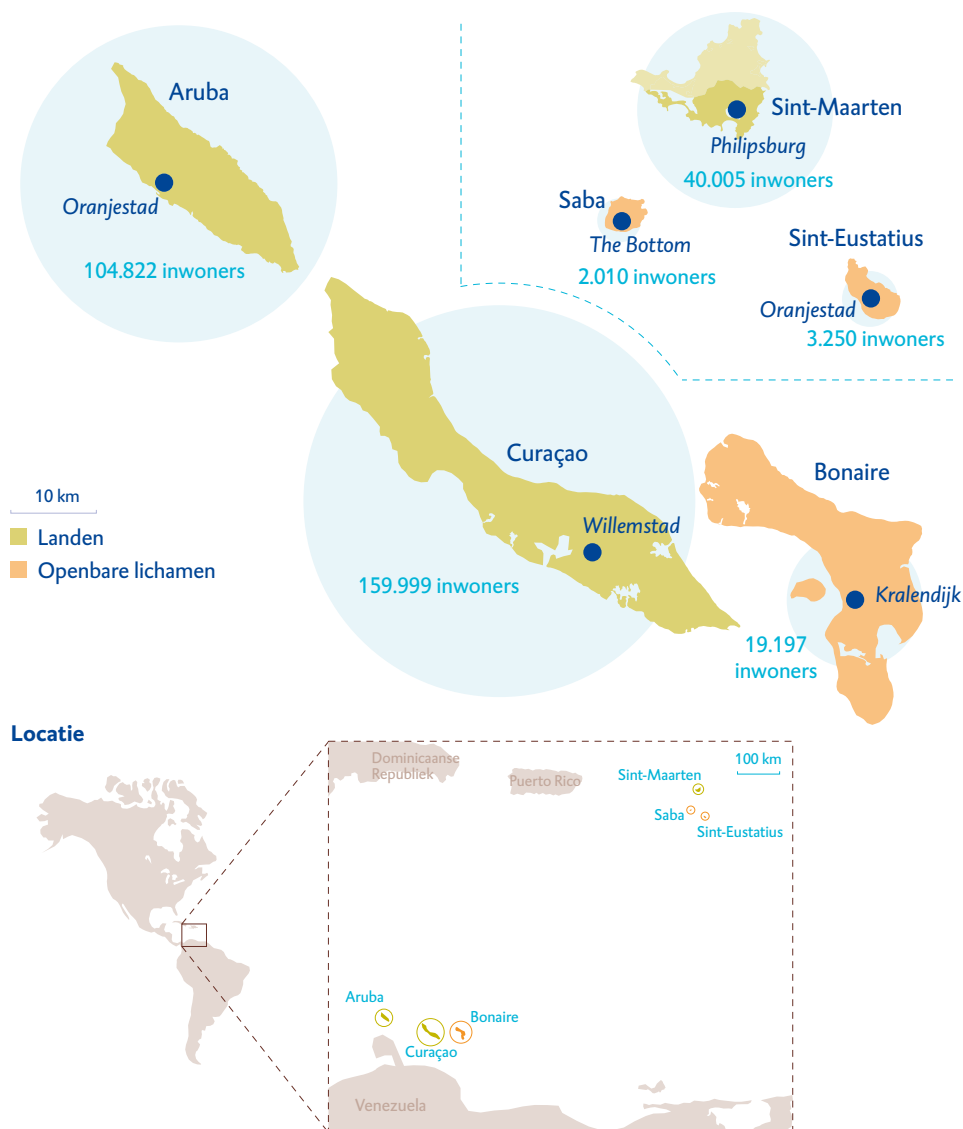 Aruba
Oranjestad
104.822 inwoners
Sint-Maarten
Philipsburg
40.005 inwoners
Saba
The Bottom
2.010 inwoners
Sint-Eustatius
Oranjestad
3.250 inwoners
Curaçao
Willemstad
159.999 inwoners
Bonaire
Kralendijk
19.197
inwoners
10 km
Landen
Openbare lichamen
Locatie
Dominicaanse
Republiek
Puerto Rico
100 km
Sint-Maarten
Saba
Sint-Eustatius
Aruba
Bonaire
Curaçao
Venezuela